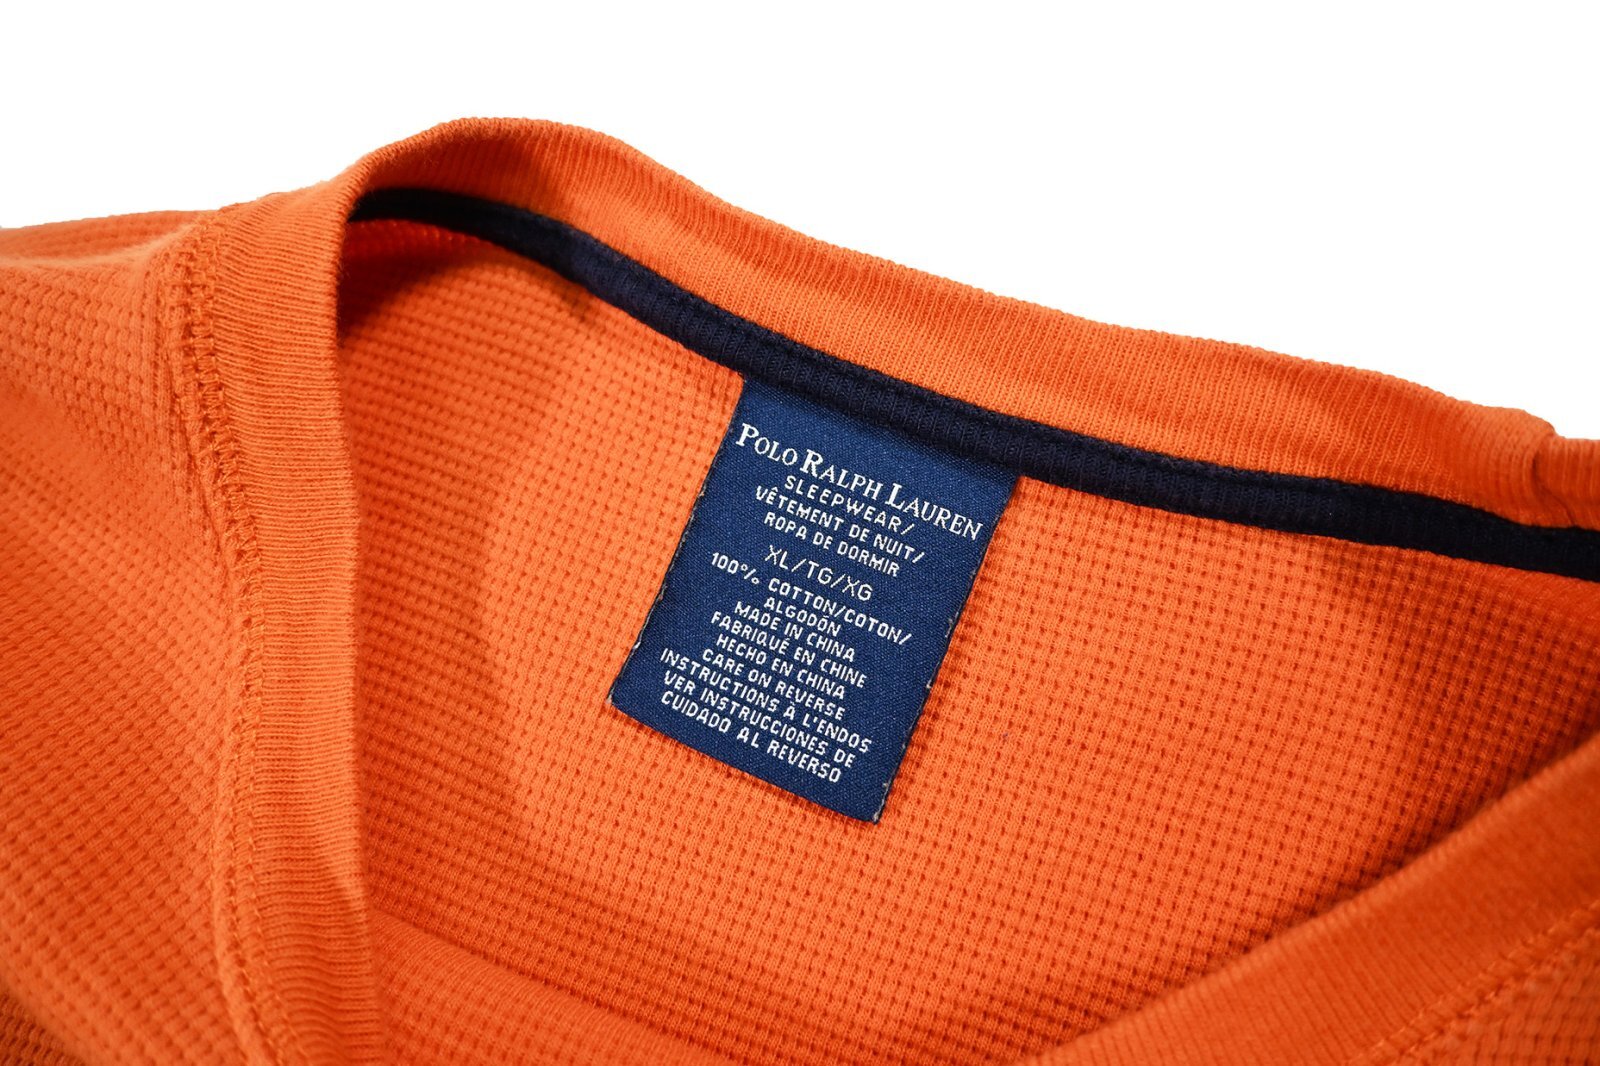 POLO RALPH LAUREN
SLEEPWEAR/
VÊTEMENT DE NUIT/
ROPA DE DORMIR
XL/TG/XG
100% COTTON/COTON/
ALGODÓN
MADE IN CHINA
FABRIQUÉ EN CHINE
HECHO EN CHINA
CARE ON REVERSE
INSTRUCTIONS À L'ENDOS
VER INSTRUCCIONES DE
CUIDADO AL REVERSO